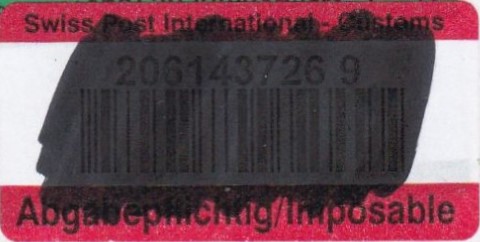 Swiss Post International - Customs
206143726 9
Abgabepflichtig/Imposable